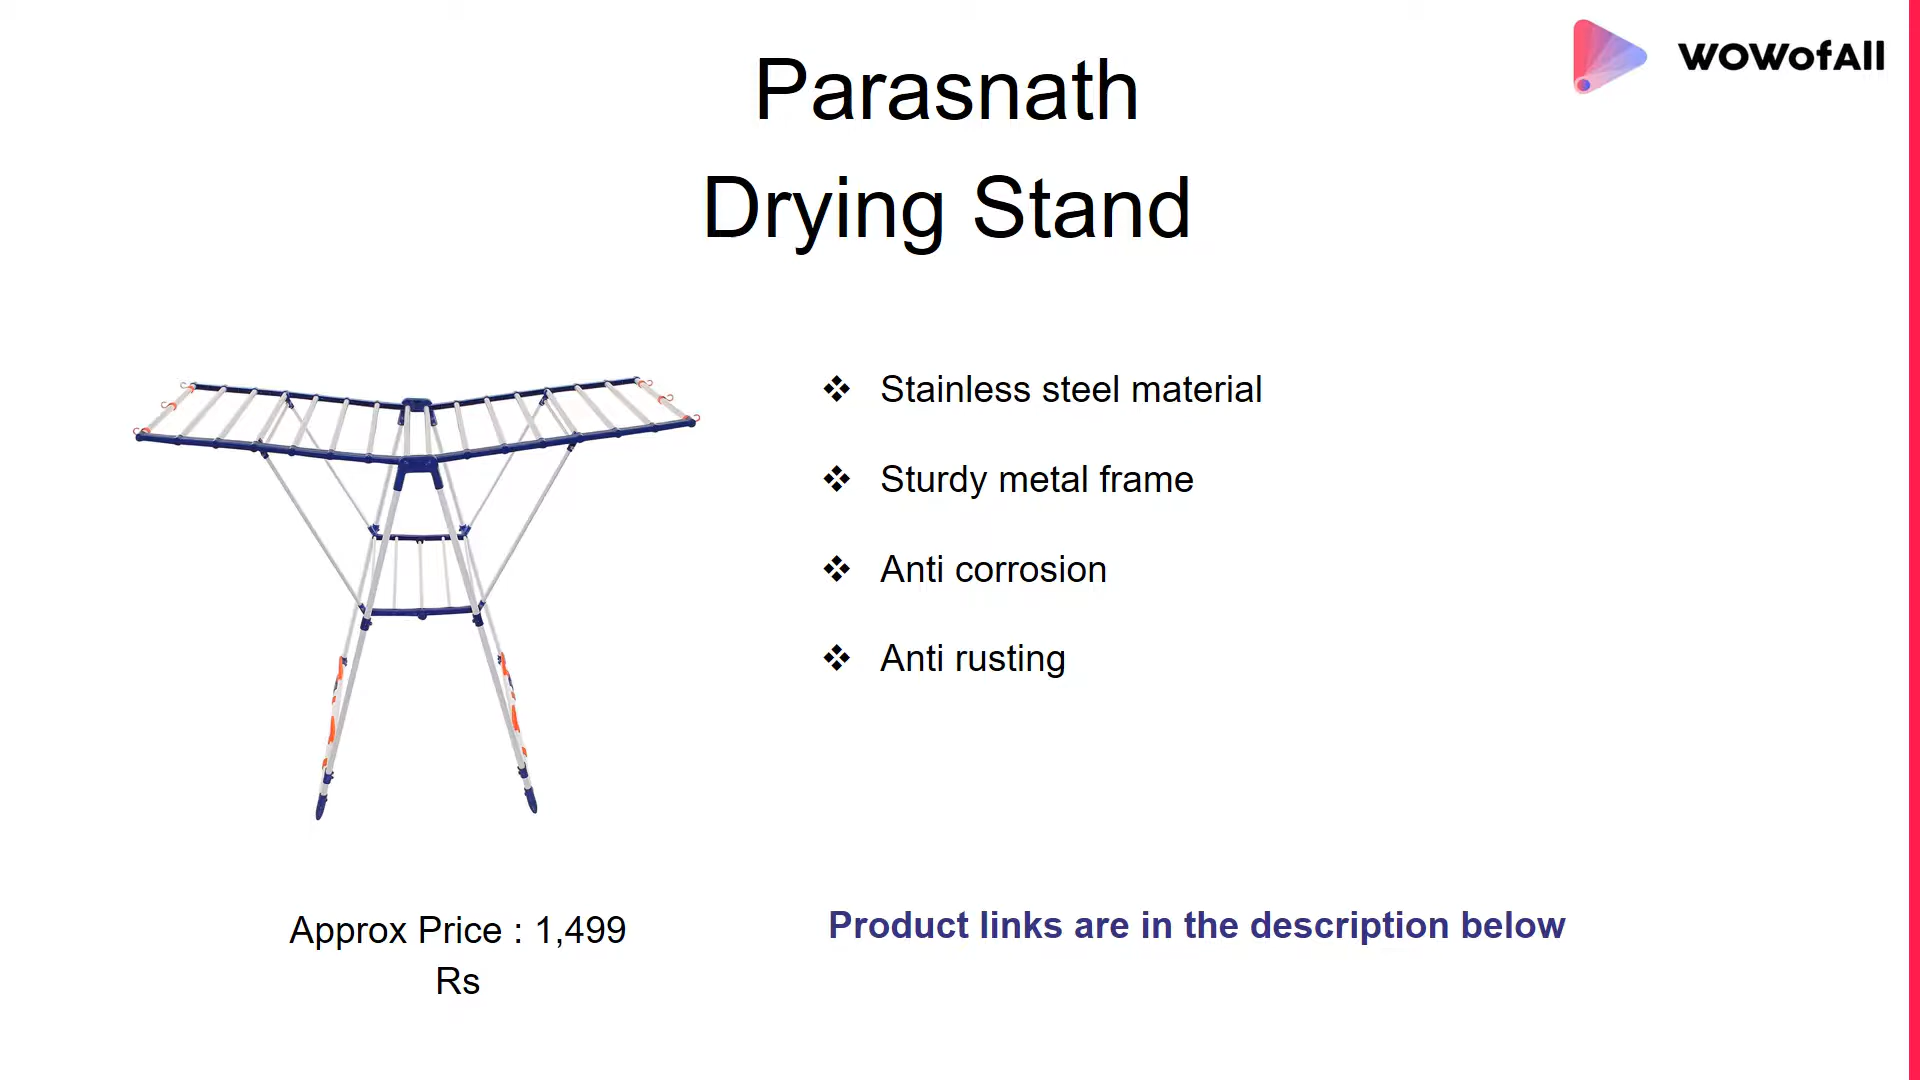 WOWofAll
Parasnath
Drying Stand
❖ Stainless steel material
❖ Sturdy metal frame
❖ Anti corrosion
❖ Anti rusting
Approx Price : 1,499
Rs
Product links are in the description below